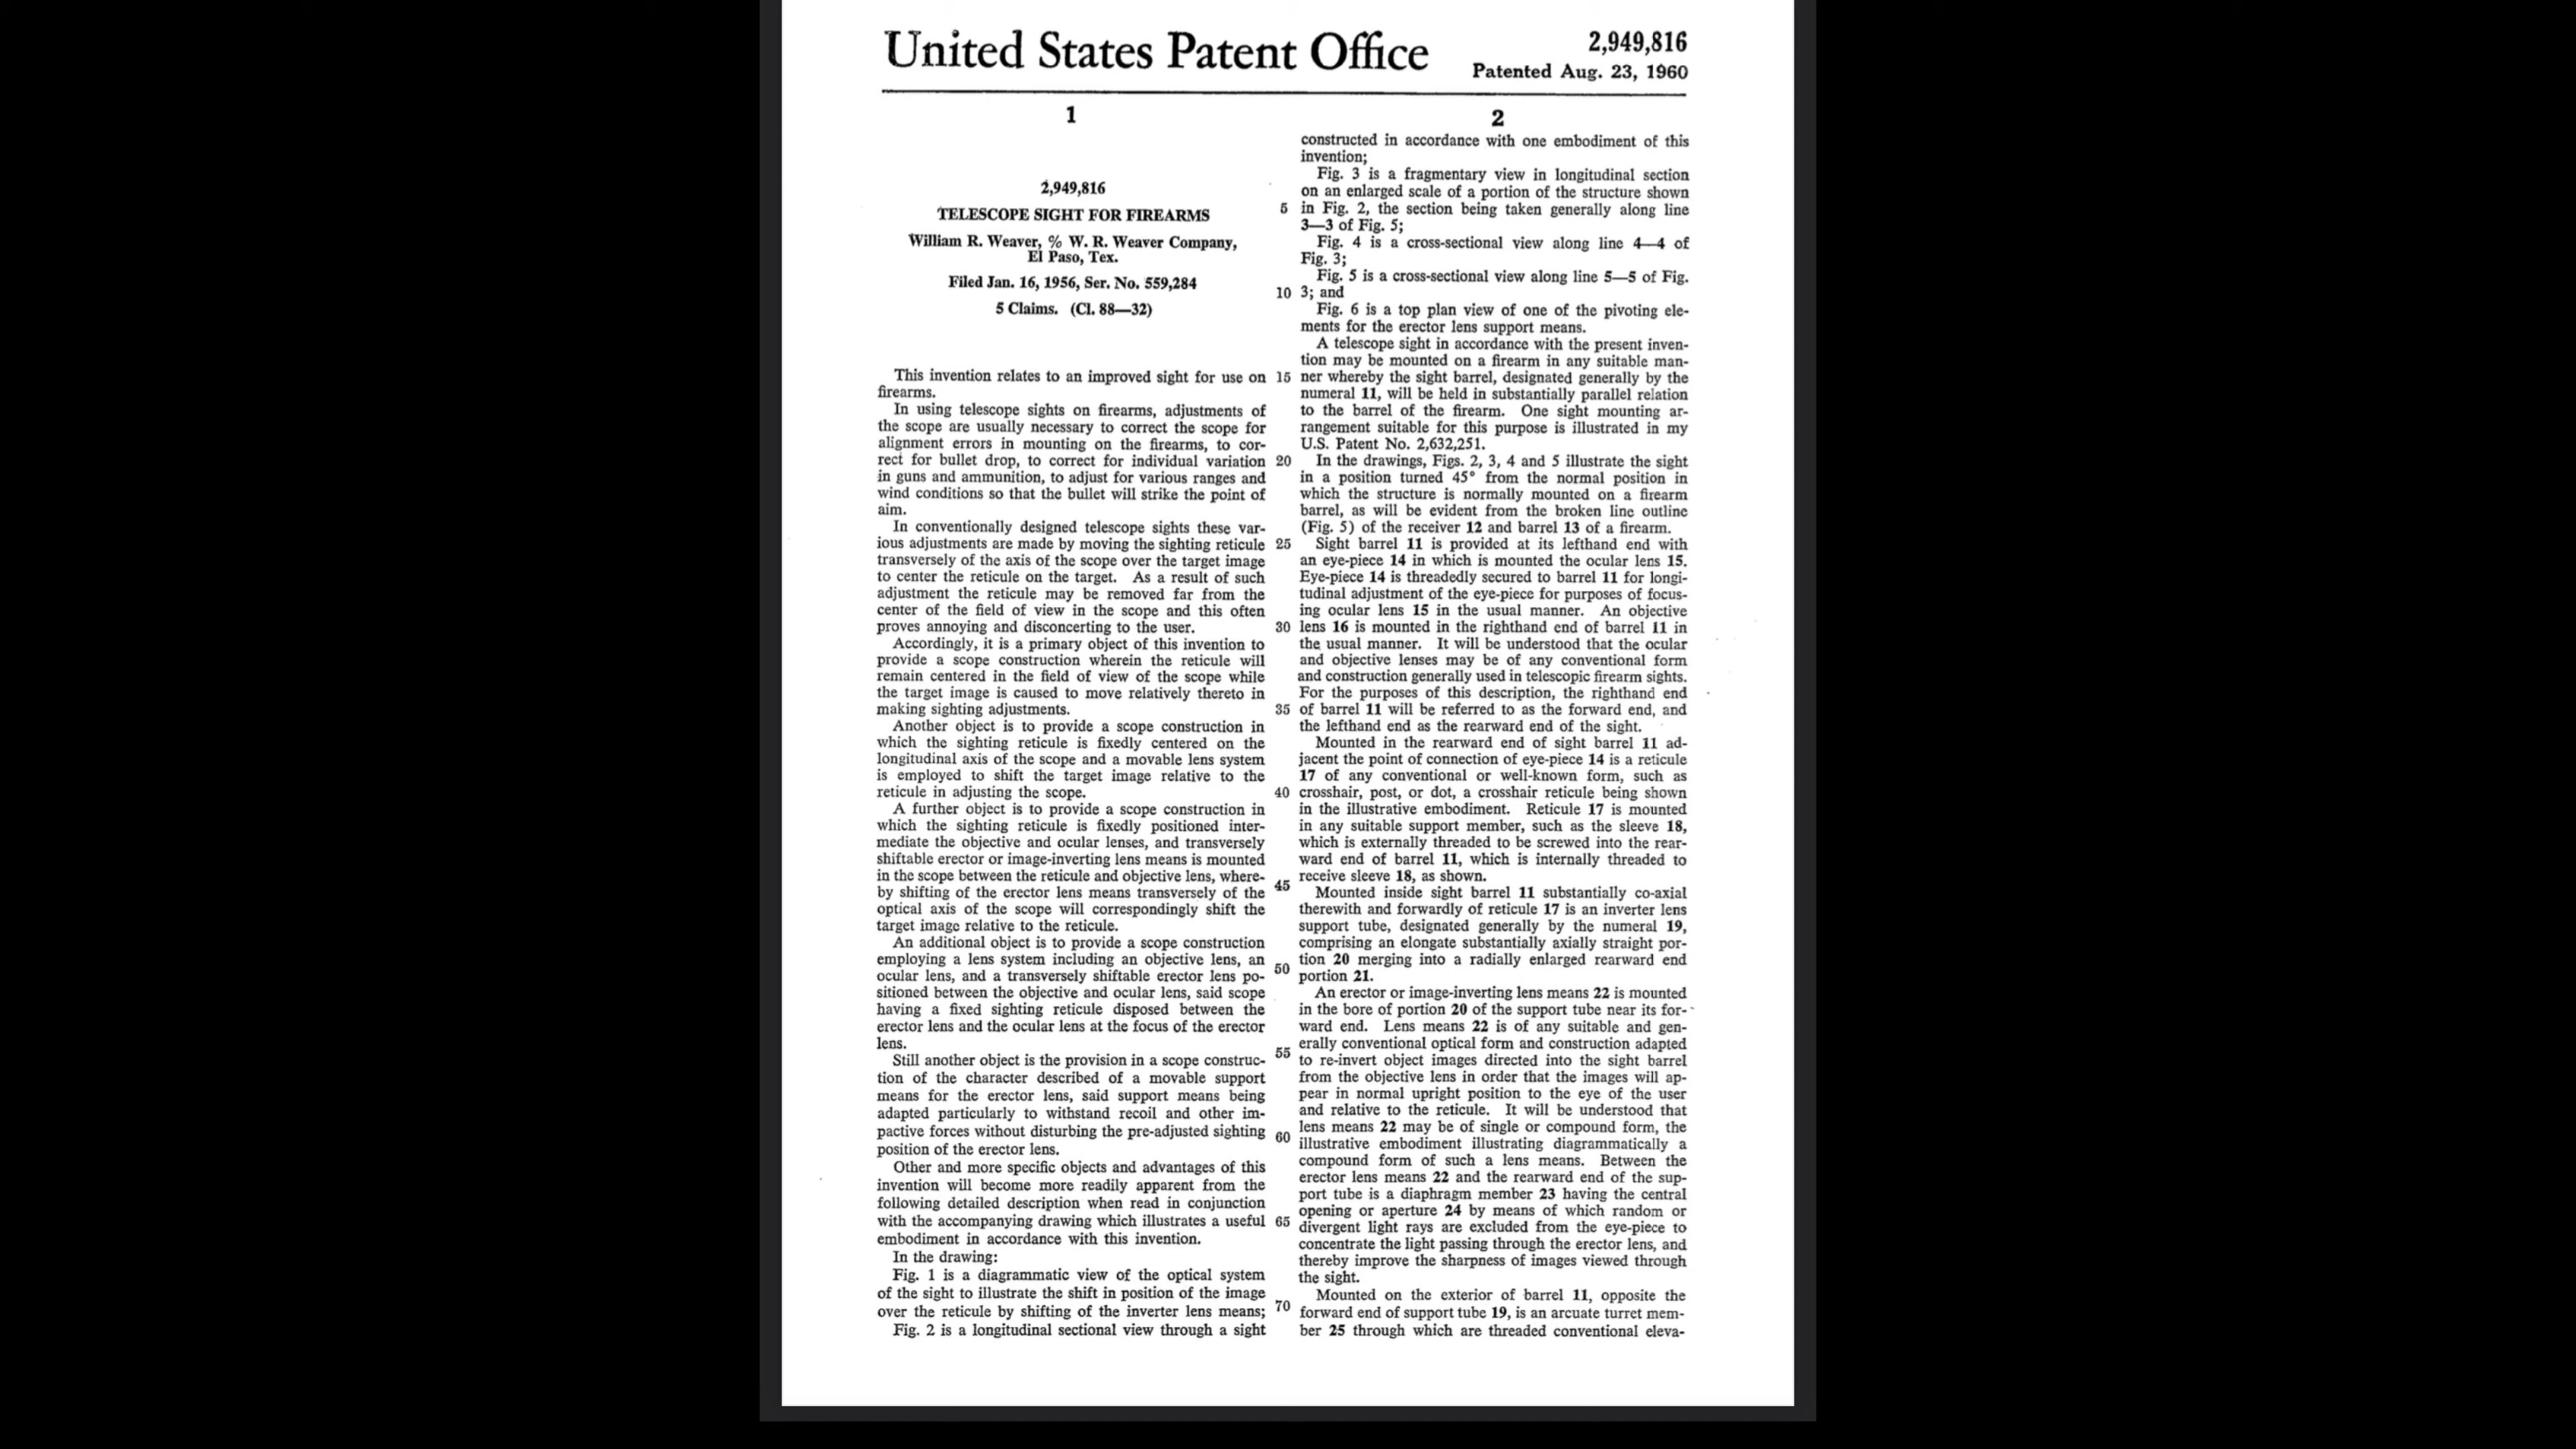 United States Patent Office
2,949,816
Patented Aug. 23, 1960
1
2,949,816
TELESCOPE SIGHT FOR FIREARMS
William R. Weaver, % W. R. Weaver Company,
El Paso, Tex.
Filed Jan. 16, 1956, Ser. No. 559,284
5 Claims. (Cl. 88—32)
This invention relates to an improved sight for use on
firearms.
In using telescope sights on firearms, adjustments of
the scope are usually necessary to correct the scope for
alignment errors in mounting on the firearms, to cor-
rect for bullet drop, to correct for individual variation
in guns and ammunition, to adjust for various ranges and
wind conditions so that the bullet will strike the point of
aim.
In conventionally designed telescope sights these var-
ious adjustments are made by moving the sighting reticule
transversely of the axis of the scope over the target image
to center the reticule on the target. As a result of such
adjustment the reticule may be removed far from the
center of the field of view in the scope and this often
proves annoying and disconcerting to the user.
Accordingly, it is a primary object of this invention to
provide a scope construction wherein the reticule will
remain centered in the field of view of the scope while
the target image is caused to move relatively thereto in
making sighting adjustments.
Another object is to provide a scope construction in
which the sighting reticule is fixedly centered on the
longitudinal axis of the scope and a movable lens system
is employed to shift the target image relative to the
reticule in adjusting the scope.
A further object is to provide a scope construction in
which the sighting reticule is fixedly positioned inter-
mediate the objective and ocular lenses, and transversely
shiftable erector or image-inverting lens means is mounted
in the scope between the reticule and objective lens, where-
by shifting of the erector lens means transversely of the
optical axis of the scope will correspondingly shift the
target image relative to the reticule.
An additional object is to provide a scope construction
employing a lens system including an objective lens, an
ocular lens, and a transversely shiftable erector lens po-
sitioned between the objective and ocular lens, said scope
having a fixed sighting reticule disposed between the
erector lens and the ocular lens at the focus of the erector
lens.
Still another object is the provision in a scope construc-
tion of the character described of a movable support
means for the erector lens, said support means being
adapted particularly to withstand recoil and other im-
pactive forces without disturbing the pre-adjusted sighting
position of the erector lens.
Other and more specific objects and advantages of this
invention will become more readily apparent from the
following detailed description when read in conjunction
with the accompanying drawing which illustrates a useful
embodiment in accordance with this invention.
In the drawing:
Fig. 1 is a diagrammatic view of the optical system
of the sight to illustrate the shift in position of the image
over the reticule by shifting of the inverter lens means;
Fig. 2 is a longitudinal sectional view through a sight
5
10
15
20
25
30
35
40
45
50
55
60
65
70
2
constructed in accordance with one embodiment of this
invention;
Fig. 3 is a fragmentary view in longitudinal section
on an enlarged scale of a portion of the structure shown
in Fig. 2, the section being taken generally along line
3—3 of Fig. 5;
Fig. 4 is a cross-sectional view along line 4—4 of
Fig. 3;
Fig. 5 is a cross-sectional view along line 5—5 of Fig.
3; and
Fig. 6 is a top plan view of one of the pivoting ele-
ments for the erector lens support means.
A telescope sight in accordance with the present inven-
tion may be mounted on a firearm in any suitable man-
ner whereby the sight barrel, designated generally by the
numeral 11, will be held in substantially parallel relation
to the barrel of the firearm. One sight mounting ar-
rangement suitable for this purpose is illustrated in my
U.S. Patent No. 2,632,251.
In the drawings, Figs. 2, 3, 4 and 5 illustrate the sight
in a position turned 45° from the normal position in
which the structure is normally mounted on a firearm
barrel, as will be evident from the broken line outline
(Fig. 5) of the receiver 12 and barrel 13 of a firearm.
Sight barrel 11 is provided at its lefthand end with
an eye-piece 14 in which is mounted the ocular lens 15.
Eye-piece 14 is threadedly secured to barrel 11 for longi-
tudinal adjustment of the eye-piece for purposes of focus-
ing ocular lens 15 in the usual manner. An objective
lens 16 is mounted in the righthand end of barrel 11 in
the usual manner. It will be understood that the ocular
and objective lenses may be of any conventional form
and construction generally used in telescopic firearm sights.
For the purposes of this description, the righthand end
of barrel 11 will be referred to as the forward end, and
the lefthand end as the rearward end of the sight.
Mounted in the rearward end of sight barrel 11 ad-
jacent the point of connection of eye-piece 14 is a reticule
17 of any conventional or well-known form, such as
crosshair, post, or dot, a crosshair reticule being shown
in the illustrative embodiment. Reticule 17 is mounted
in any suitable support member, such as the sleeve 18,
which is externally threaded to be screwed into the rear-
ward end of barrel 11, which is internally threaded to
receive sleeve 18, as shown.
Mounted inside sight barrel 11 substantially co-axial
therewith and forwardly of reticule 17 is an inverter lens
support tube, designated generally by the numeral 19,
comprising an elongate substantially axially straight por-
tion 20 merging into a radially enlarged rearward end
portion 21.
An erector or image-inverting lens means 22 is mounted
in the bore of portion 20 of the support tube near its for-
ward end. Lens means 22 is of any suitable and gen-
erally conventional optical form and construction adapted
to re-invert object images directed into the sight barrel
from the objective lens in order that the images will ap-
pear in normal upright position to the eye of the user
and relative to the reticule. It will be understood that
lens means 22 may be of single or compound form, the
illustrative embodiment illustrating diagrammatically a
compound form of such a lens means. Between the
erector lens means 22 and the rearward end of the sup-
port tube is a diaphragm member 23 having the central
opening or aperture 24 by means of which random or
divergent light rays are excluded from the eye-piece to
concentrate the light passing through the erector lens, and
thereby improve the sharpness of images viewed through
the sight.
Mounted on the exterior of barrel 11, opposite the
forward end of support tube 19, is an arcuate turret mem-
ber 25 through which are threaded conventional eleva-